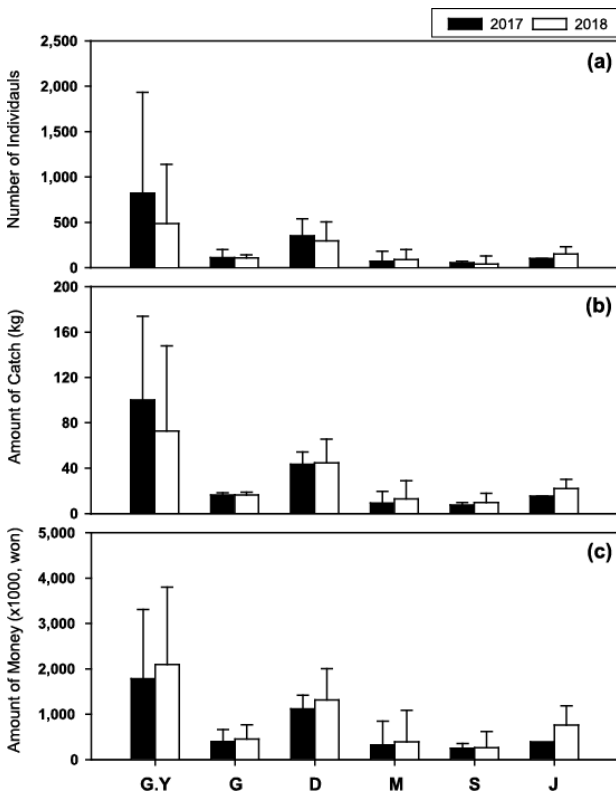 2017 2018
(a)
Number of Individauls
2,500
2,000
1,500
1,000
500
0
(b)
Amount of Catch (kg)
200
160
120
80
40
0
(c)
Amount of Money (x1000, won)
5,000
4,000
3,000
2,000
1,000
0
G.Y G D M S J